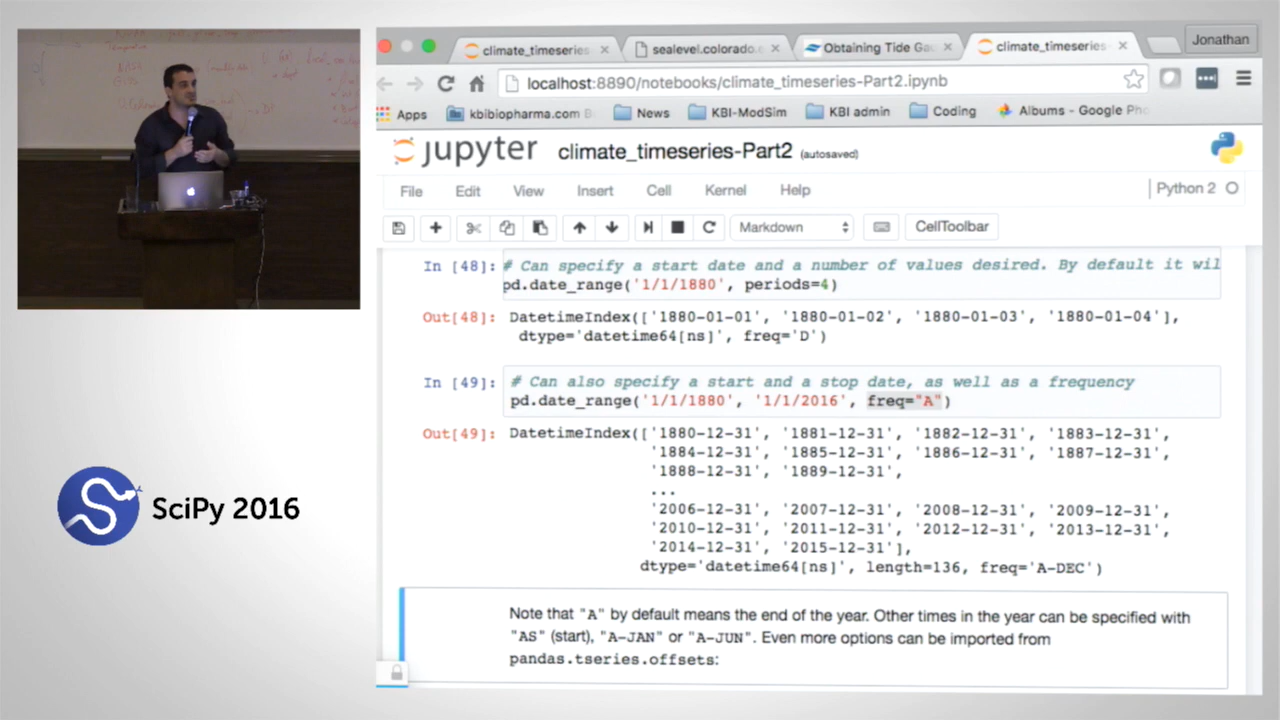 climate_timeseries
sealevel.colorado.e
Obtaining Tide Gau
climate_timeseries
Jonathan
localhost:8890/notebooks/climate_timeseries-Part2.ipynb
Apps
kbibiopharma.com B
News
KBI-ModSim
KBI admin
Coding
Albums - Google Pho
jupyter
climate_timeseries-Part2 (autosaved)
File Edit View Insert Cell Kernel Help
Python 2
Markdown
CellToolbar
In [48]: # Can specify a start date and a number of values desired. By default it wil
pd.date_range('1/1/1880', periods=4)
Out[48]: DatetimeIndex(['1880-01-01', '1880-01-02', '1880-01-03', '1880-01-04'],
dtype='datetime64[ns]', freq='D')
In [49]: # Can also specify a start and a stop date, as well as a frequency
pd.date_range('1/1/1880', '1/1/2016', freq="A")
Out[49]: DatetimeIndex(['1880-12-31', '1881-12-31', '1882-12-31', '1883-12-31',
'1884-12-31', '1885-12-31', '1886-12-31', '1887-12-31',
'1888-12-31', '1889-12-31',
...
'2006-12-31', '2007-12-31', '2008-12-31', '2009-12-31',
'2010-12-31', '2011-12-31', '2012-12-31', '2013-12-31',
'2014-12-31', '2015-12-31'],
dtype='datetime64[ns]', length=136, freq='A-DEC')
Note that "A" by default means the end of the year. Other times in the year can be specified with
"AS" (start), "A-JAN" or "A-JUN". Even more options can be imported from
pandas.tseries.offsets:
SciPy 2016